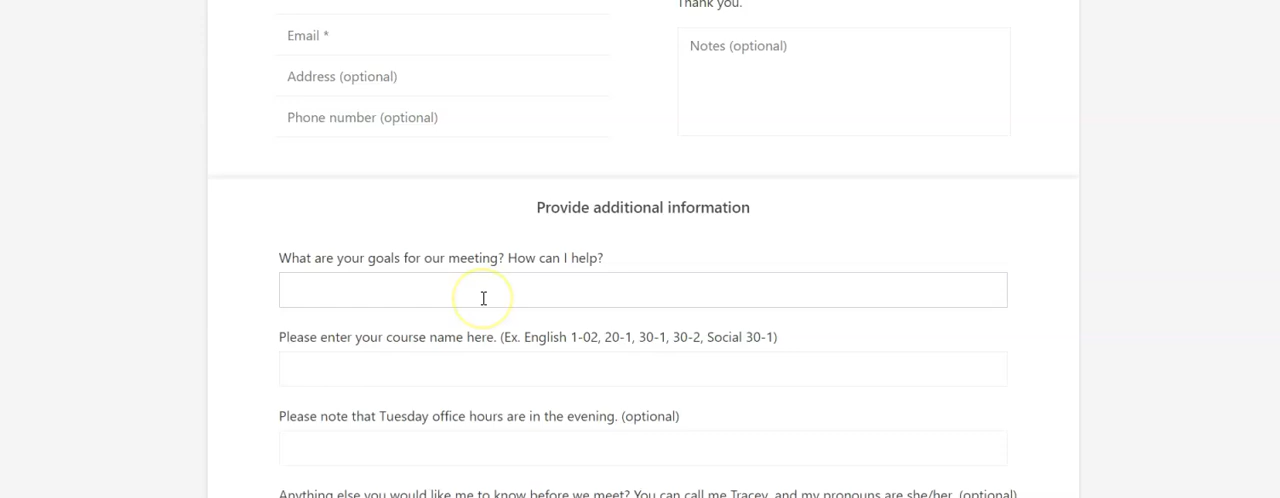 Thank you.
Email *
Notes (optional)
Address (optional)
Phone number (optional)
Provide additional information
What are your goals for our meeting? How can I help?
Please enter your course name here. (Ex. English 1-02, 20-1, 30-1, 30-2, Social 30-1)
Please note that Tuesday office hours are in the evening. (optional)
Anything else you would like me to know before we meet? You can call me Tracey, and my pronouns are she/her. (optional)